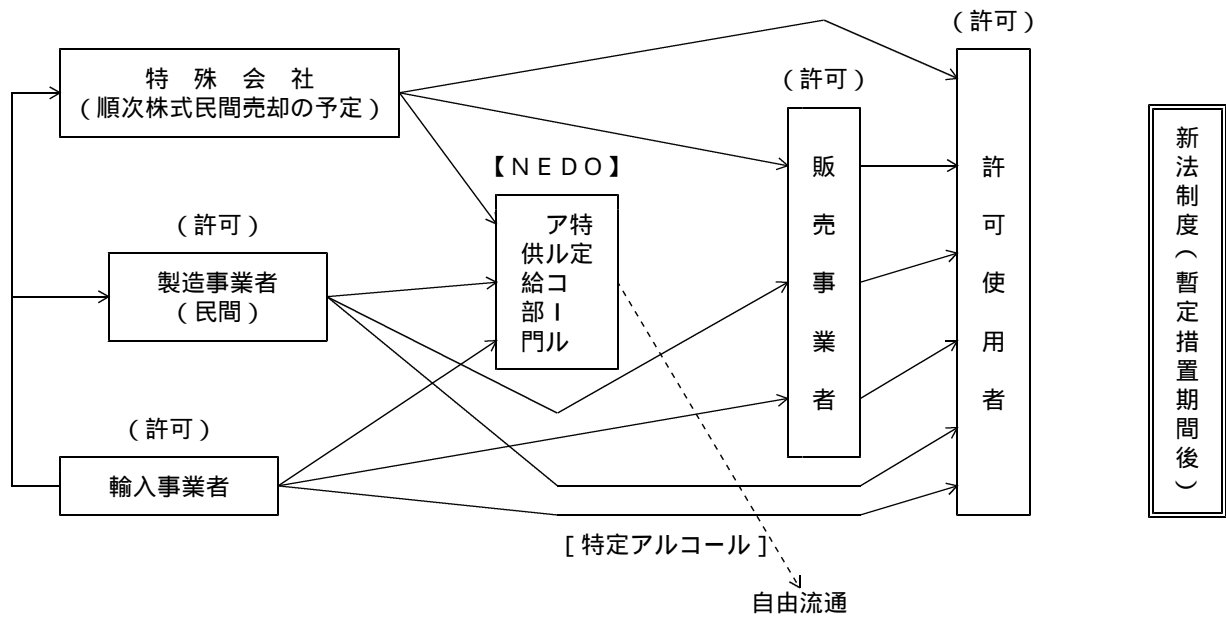 (許可)
特殊会社
(順次株式民間売却の予定)
(許可)
【NEDO】
特定アルコール
供給部門
(許可)
製造事業者
(民間)
(許可)
輸入事業者
販売事業者
許可使用者
[特定アルコール]
自由流通
新法制度(暫定措置期間後)